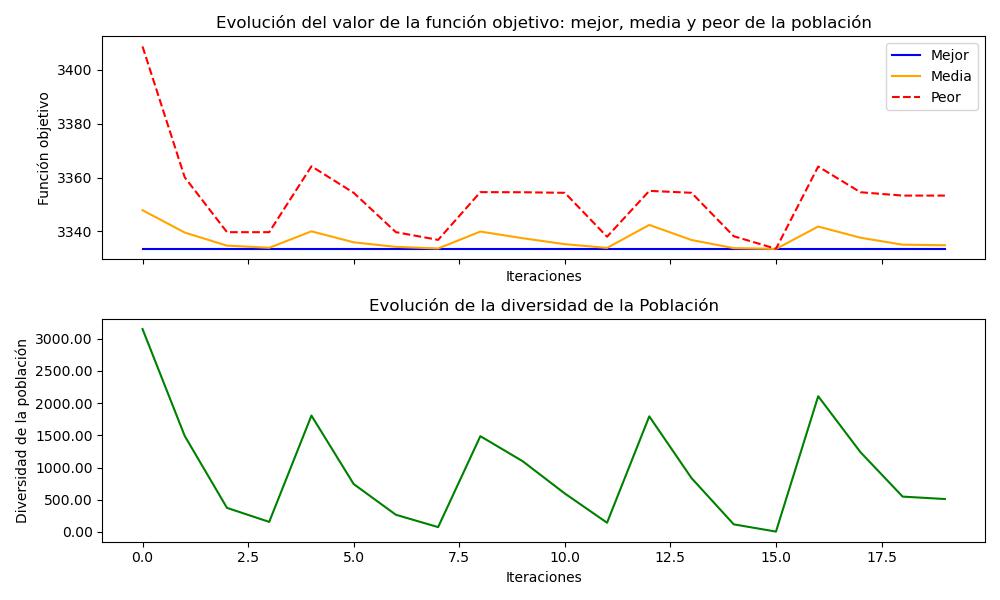 Evolución del valor de la función objetivo: mejor, media y peor de la población
Función objetivo
3400
3380
3360
3340
Mejor
Media
Peor
Iteraciones
Evolución de la diversidad de la Población
Diversidad de la población
3000.00
2500.00
2000.00
1500.00
1000.00
500.00
0.00
0.0 2.5 5.0 7.5 10.0 12.5 15.0 17.5
Iteraciones